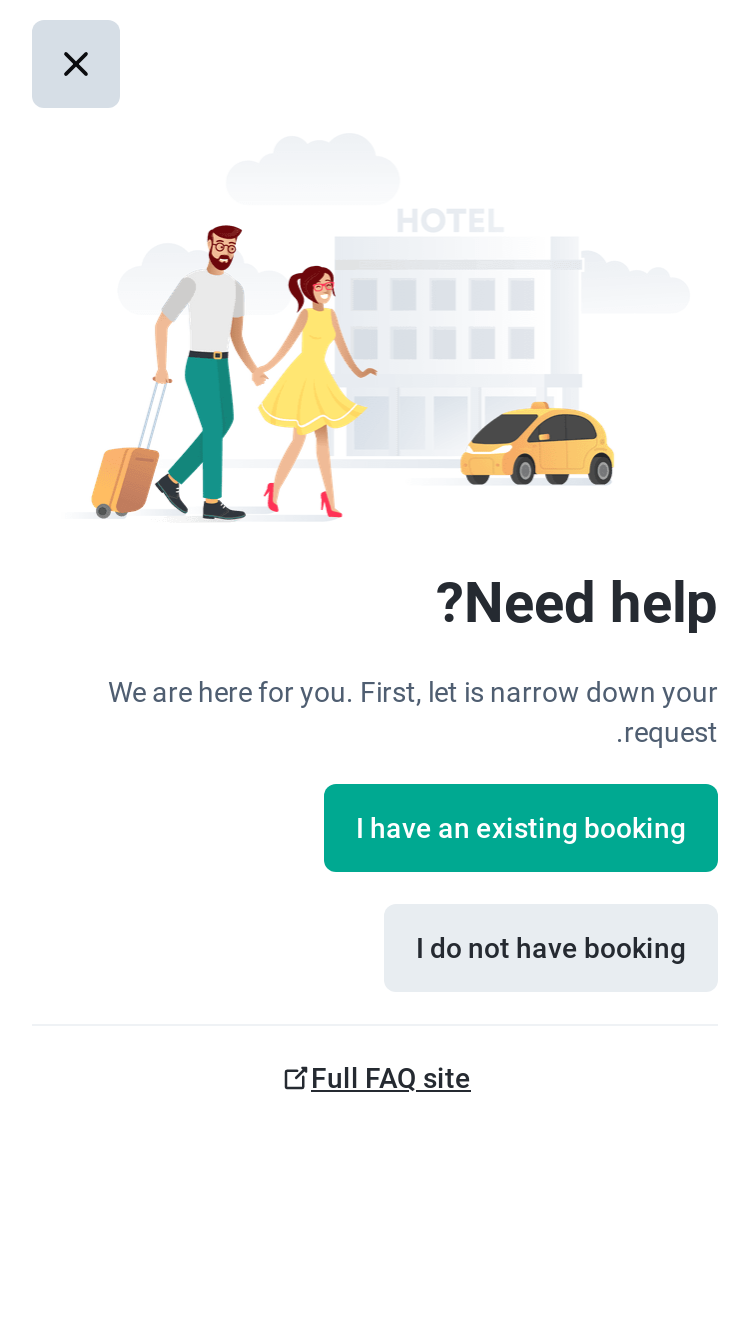 HOTEL
?Need help
We are here for you. First, let is narrow down your
.request
I have an existing booking
I do not have booking
Full FAQ site